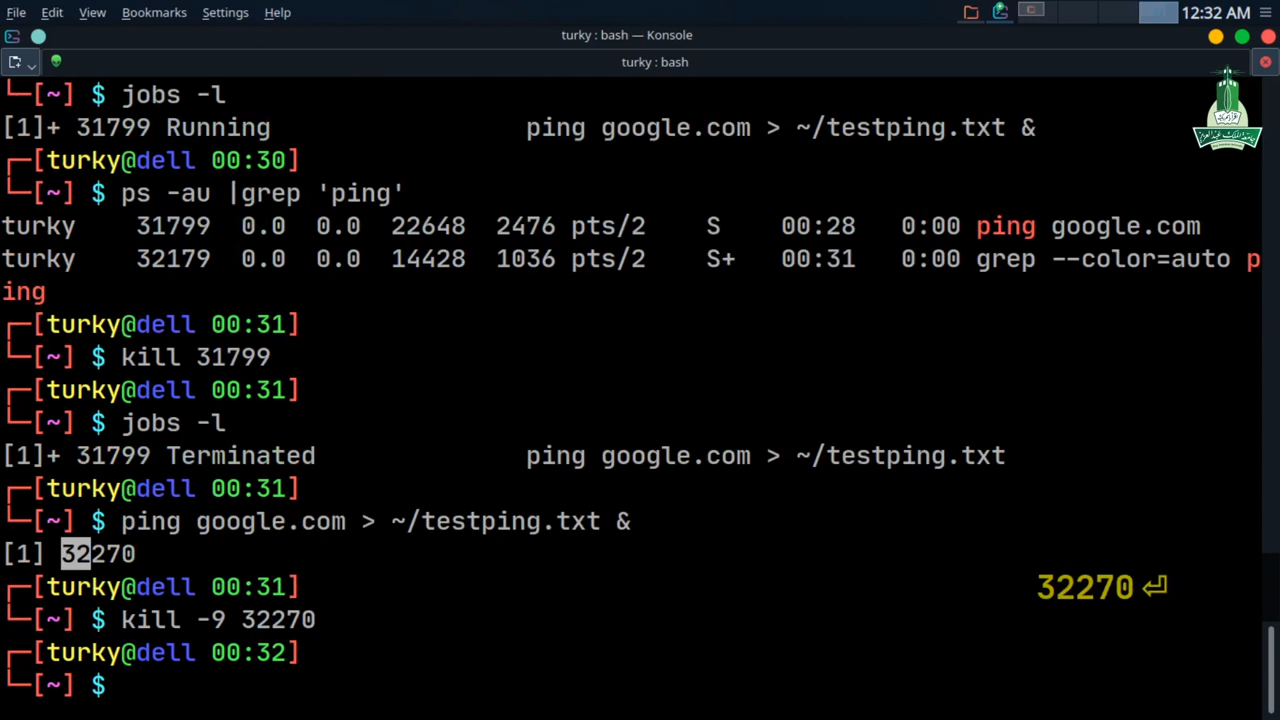 File Edit View Bookmarks Settings Help 12:32 AM
turky : bash — Konsole
turky : bash
└─[~] $ jobs -l
[1]+ 31799 Running ping google.com > ~/testping.txt &
┌─[turky@dell 00:30]
└─[~] $ ps -au |grep 'ping'
turky 31799 0.0 0.0 22648 2476 pts/2 S 00:28 0:00 ping google.com
turky 32179 0.0 0.0 14428 1036 pts/2 S+ 00:31 0:00 grep --color=auto p
ing
┌─[turky@dell 00:31]
└─[~] $ kill 31799
┌─[turky@dell 00:31]
└─[~] $ jobs -l
[1]+ 31799 Terminated ping google.com > ~/testping.txt
┌─[turky@dell 00:31]
└─[~] $ ping google.com > ~/testping.txt &
[1] 32270
┌─[turky@dell 00:31]
32270 ⏎
└─[~] $ kill -9 32270
┌─[turky@dell 00:32]
└─[~] $